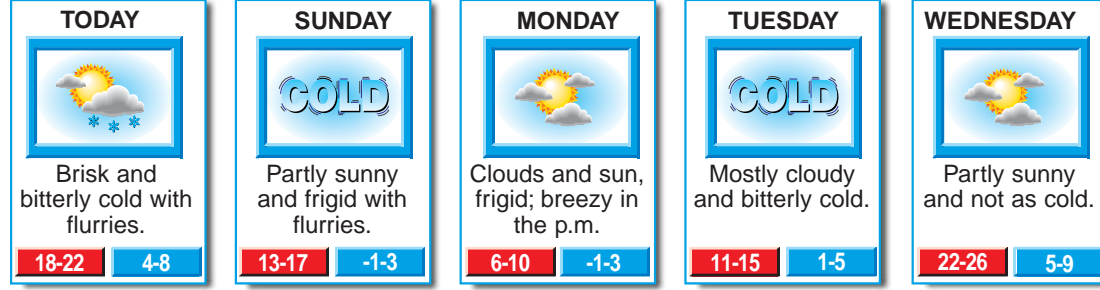 TODAY
COLD
Brisk and
bitterly cold with
flurries.
18-22 4-8
SUNDAY
COLD
Partly sunny
and frigid with
flurries.
13-17 -1-3
MONDAY
Clouds and sun,
frigid; breezy in
the p.m.
6-10 -1-3
TUESDAY
COLD
Mostly cloudy
and bitterly cold.
11-15 1-5
WEDNESDAY
Partly sunny
and not as cold.
22-26 5-9